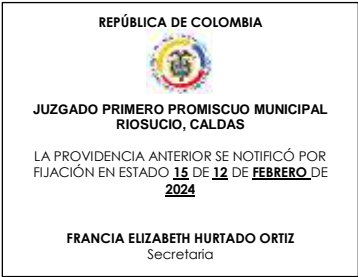 REPÚBLICA DE COLOMBIA
JUZGADO PRIMERO PROMISCUO MUNICIPAL
RIOSUCIO, CALDAS
LA PROVIDENCIA ANTERIOR SE NOTIFICÓ POR
FIJACIÓN EN ESTADO 15 DE 12 DE FEBRERO DE
2024
FRANCIA ELIZABETH HURTADO ORTIZ
Secretaria